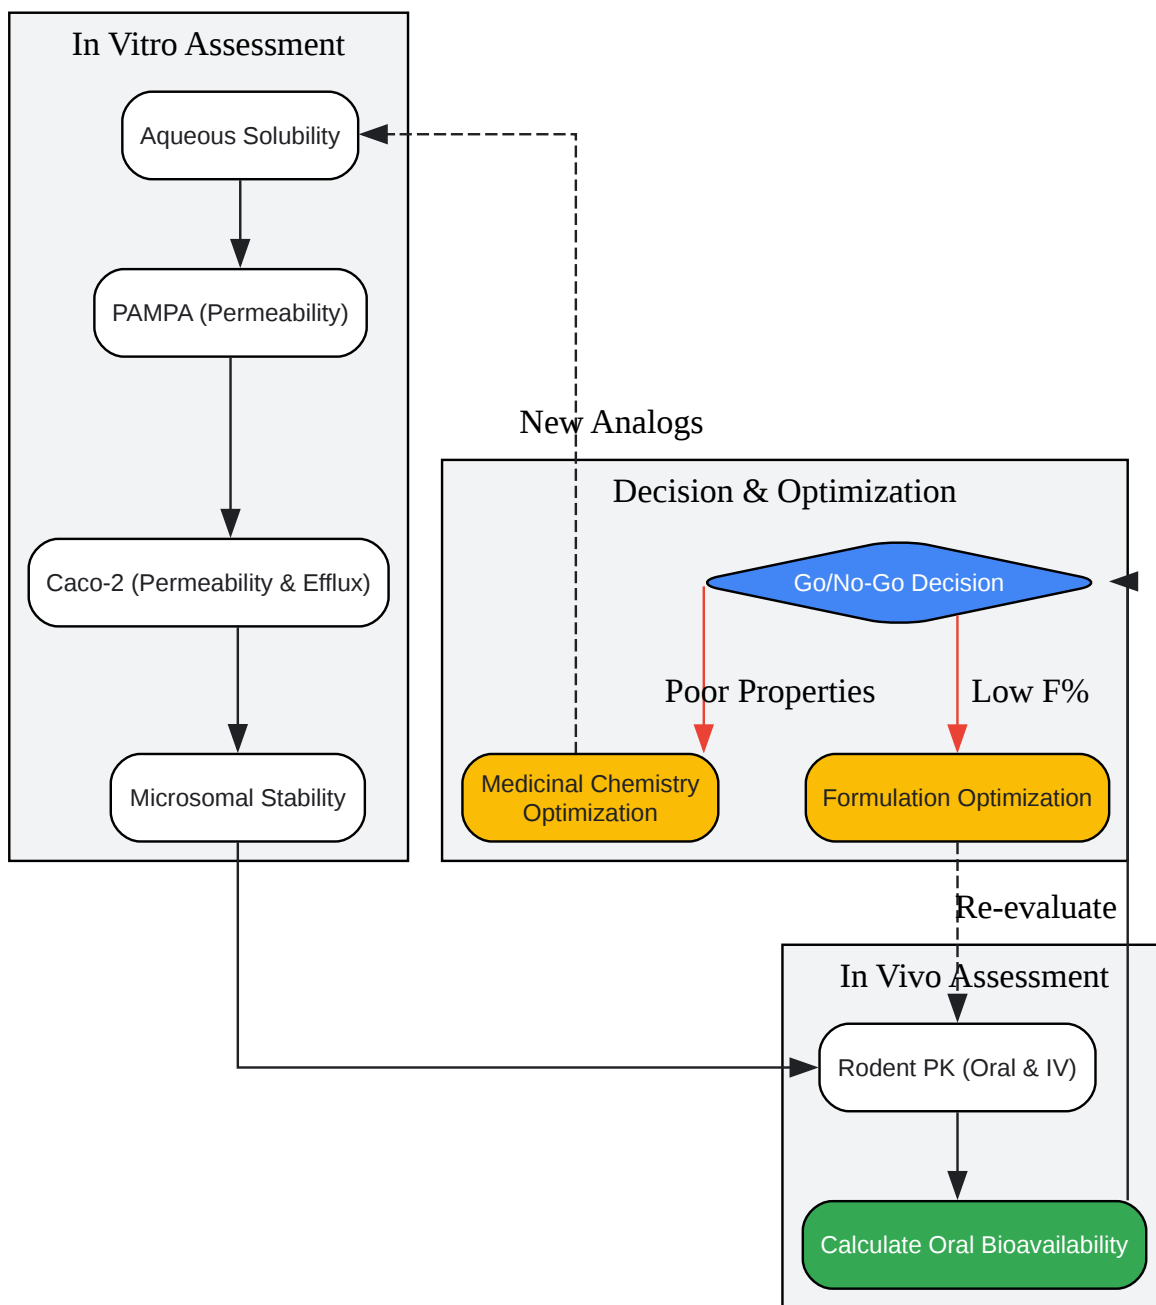 In Vitro Assessment
Aqueous Solubility
PAMPA (Permeability)
New Analogs
Decision & Optimization
Caco-2 (Permeability & Efflux)
Go/No-Go Decision
Poor Properties
Low F%
Microsomal Stability
Medicinal Chemistry
Optimization
Formulation Optimization
Re-evaluate
In Vivo Assessment
Rodent PK (Oral & IV)
Calculate Oral Bioavailability